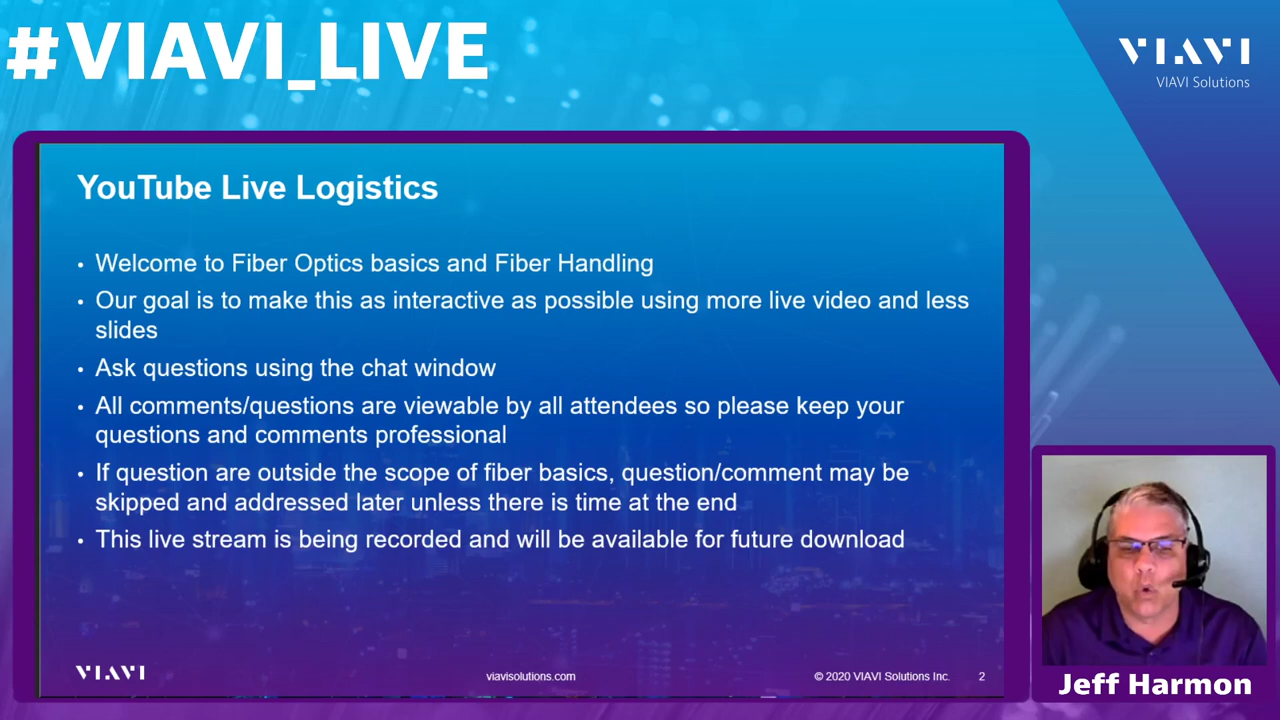 #VIAVI_LIVE
VIAVI
VIAVI Solutions
YouTube Live Logistics
• Welcome to Fiber Optics basics and Fiber Handling
• Our goal is to make this as interactive as possible using more live video and less
slides
• Ask questions using the chat window
• All comments/questions are viewable by all attendees so please keep your
questions and comments professional
• If question are outside the scope of fiber basics, question/comment may be
skipped and addressed later unless there is time at the end
• This live stream is being recorded and will be available for future download
VIAVI
viavisolutions.com
© 2020 VIAVI Solutions Inc.
2
Jeff Harmon